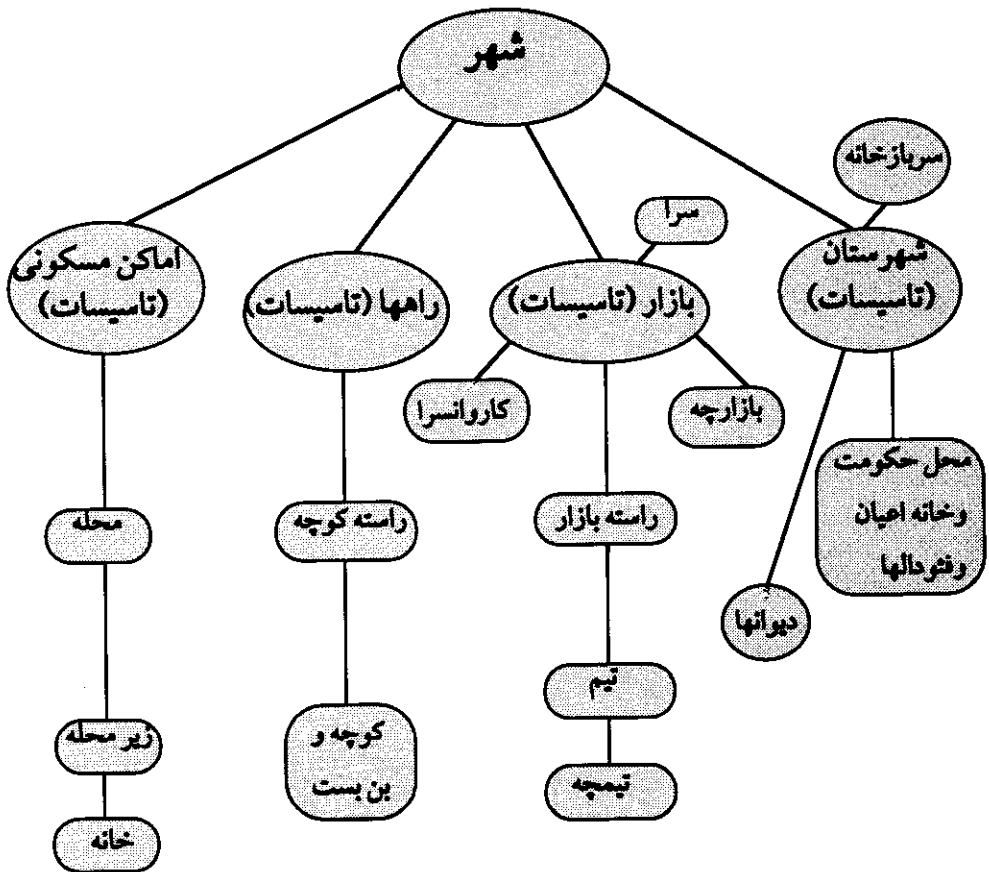 شهر
سربازخانه
شهرستان
(تاسیسات)
سرا
بازار (تاسیسات)
راهها (تاسیسات)
اماکن مسکونی
(تاسیسات)
بازارچه
کاروانسرا
محل حکومت
وخانه اعیان
وفئودالها
راسته بازار
راسته کوچه
محله
دیوانها
تیم
کوچه و
بن بست
زیر محله
تیمچه
خانه